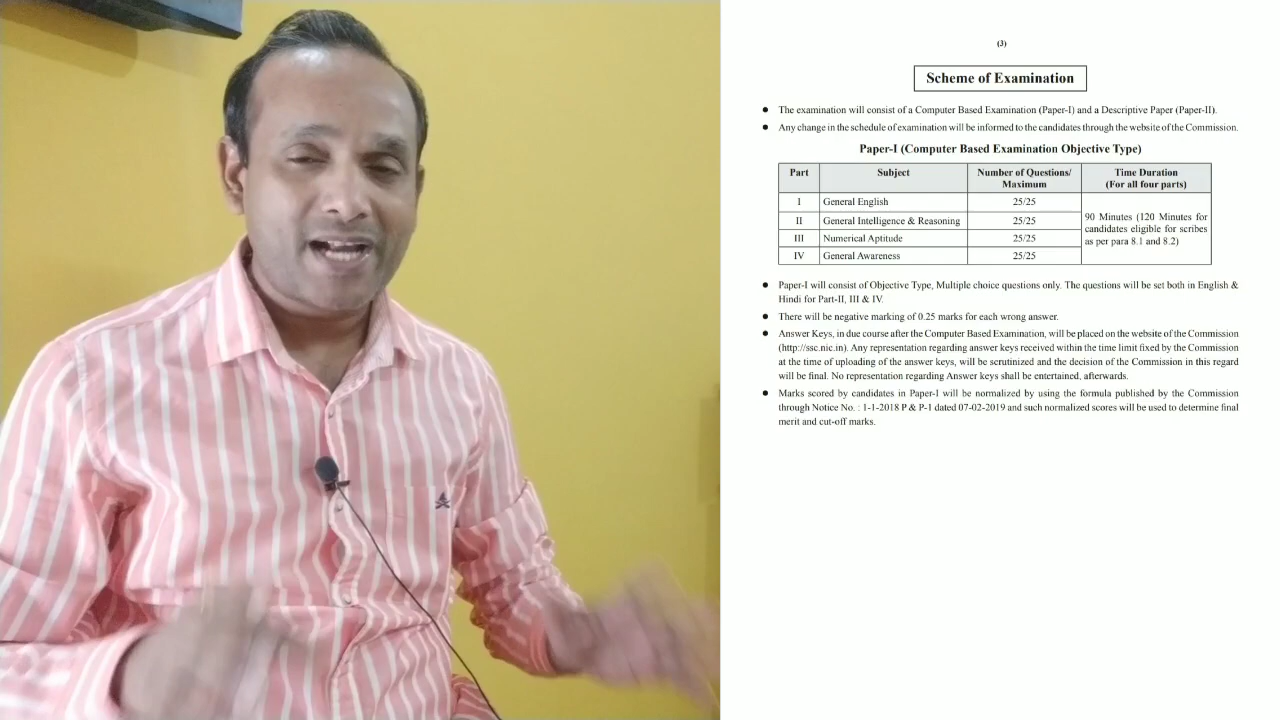 (3)
Scheme of Examination
● The examination will consist of a Computer Based Examination (Paper-I) and a Descriptive Paper (Paper-II).
● Any change in the schedule of examination will be informed to the candidates through the website of the Commission.
Paper-I (Computer Based Examination Objective Type)
Part Subject Number of Questions/ Maximum Time Duration (For all four parts)
I General English 25/25 90 Minutes (120 Minutes for candidates eligible for scribes as per para 8.1 and 8.2)
II General Intelligence & Reasoning 25/25
III Numerical Aptitude 25/25
IV General Awareness 25/25
● Paper-I will consist of Objective Type, Multiple choice questions only. The questions will be set both in English &
Hindi for Part-II, III & IV.
● There will be negative marking of 0.25 marks for each wrong answer.
● Answer Keys, in due course after the Computer Based Examination, will be placed on the website of the Commission
(http://ssc.nic.in). Any representation regarding answer keys received within the time limit fixed by the Commission
at the time of uploading of the answer keys, will be scrutinized and the decision of the Commission in this regard
will be final. No representation regarding Answer keys shall be entertained, afterwards.
● Marks scored by candidates in Paper-I will be normalized by using the formula published by the Commission
through Notice No. : 1-1-2018 P & P-1 dated 07-02-2019 and such normalized scores will be used to determine final
merit and cut-off marks.